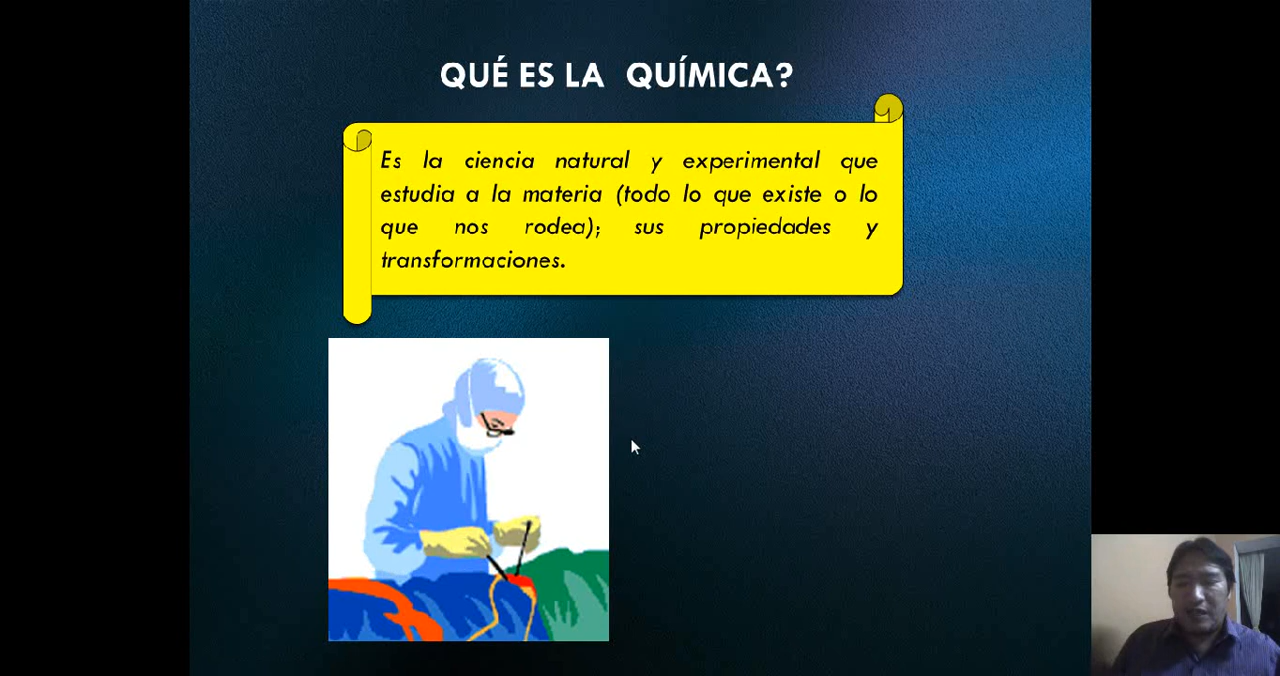 QUÉ ES LA QUÍMICA?
Es la ciencia natural y experimental que
estudia a la materia (todo lo que existe o lo
que nos rodea); sus propiedades y
transformaciones.